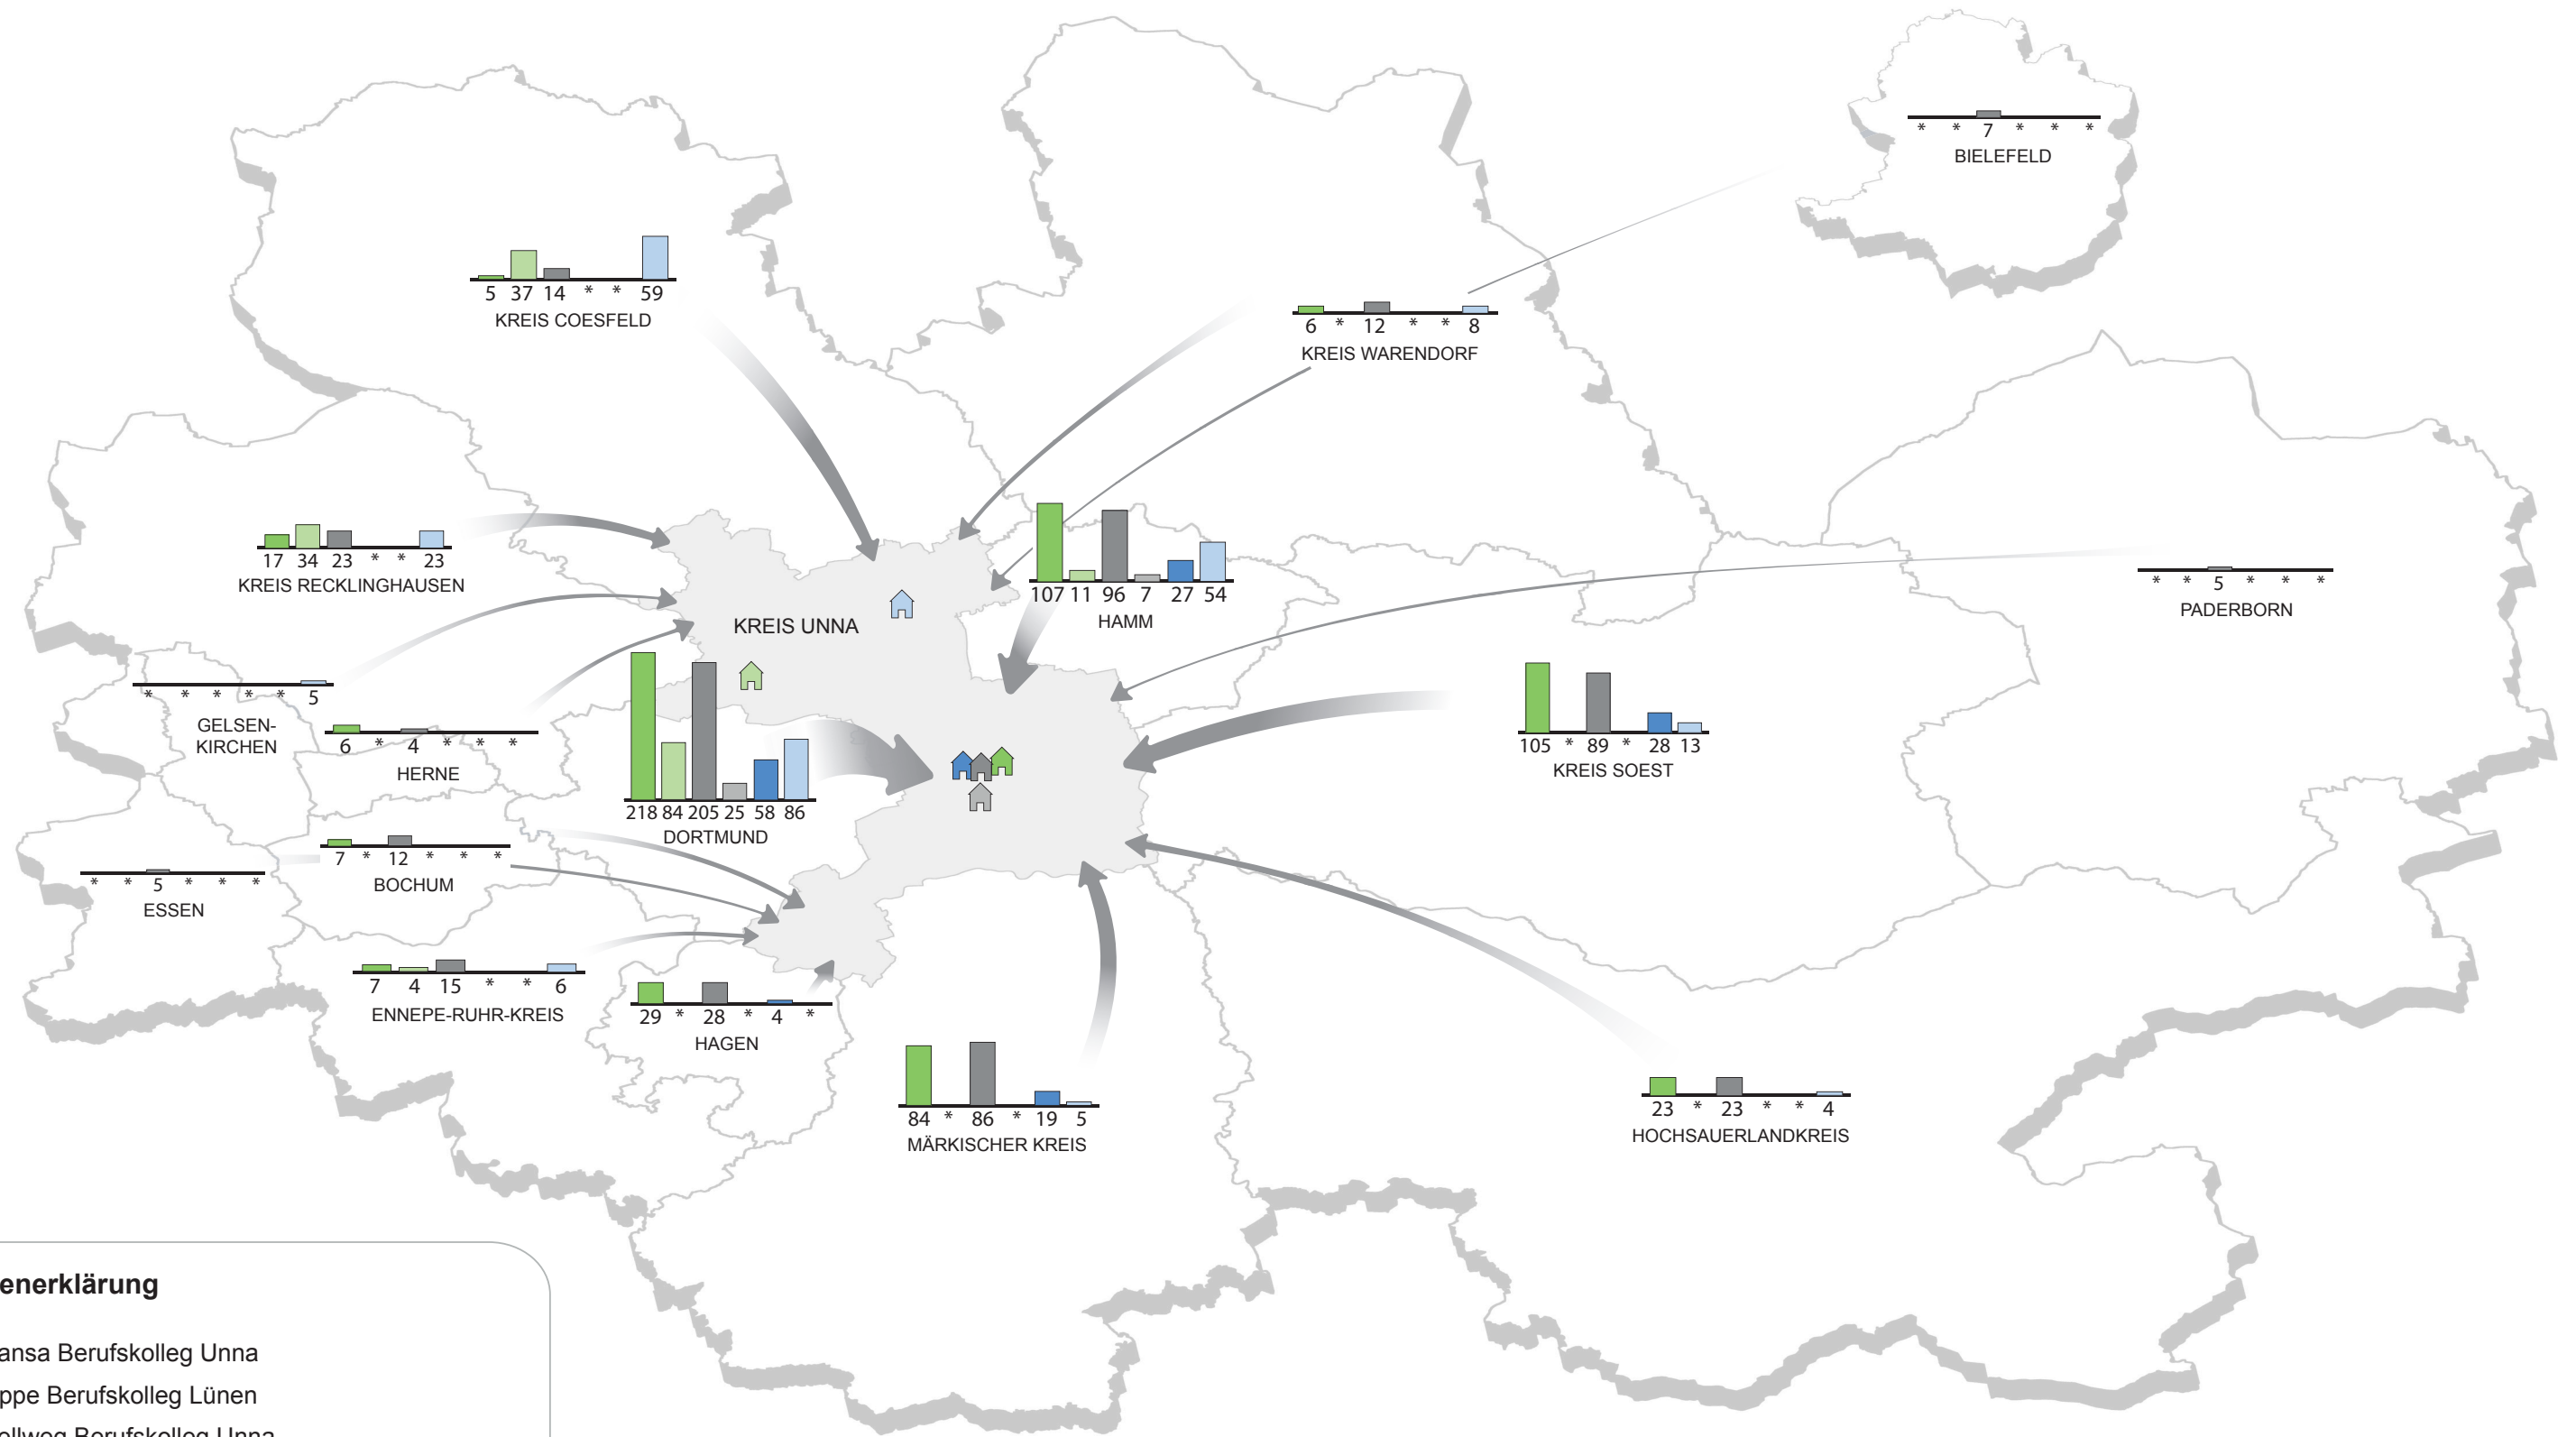 * * 7 * * *
BIELEFELD
5 37 14 * * 59
KREIS COESFELD
6 * 12 * * 8
KREIS WARENDORF
17 34 23 * * 23
KREIS RECKLINGHAUSEN
107 11 96 7 27 54
HAMM
* * 5 * * *
PADERBORN
KREIS UNNA
* * * * * 5
GELSEN-
KIRCHEN
6 * 4 * * *
HERNE
218 84 205 25 58 86
DORTMUND
105 * 89 * 28 13
KREIS SOEST
7 * 12 * * *
BOCHUM
* * 5 * * *
ESSEN
7 4 15 * * 6
ENNEPE-RUHR-KREIS
29 * 28 * 4 *
HAGEN
84 * 86 * 19 5
MÄRKISCHER KREIS
23 * 23 * * 4
HOCHSAUERLANDKREIS
enerklärung
ansa Berufskolleg Unna
ppe Berufskolleg Lünen
ellweg Berufskolleg Unna